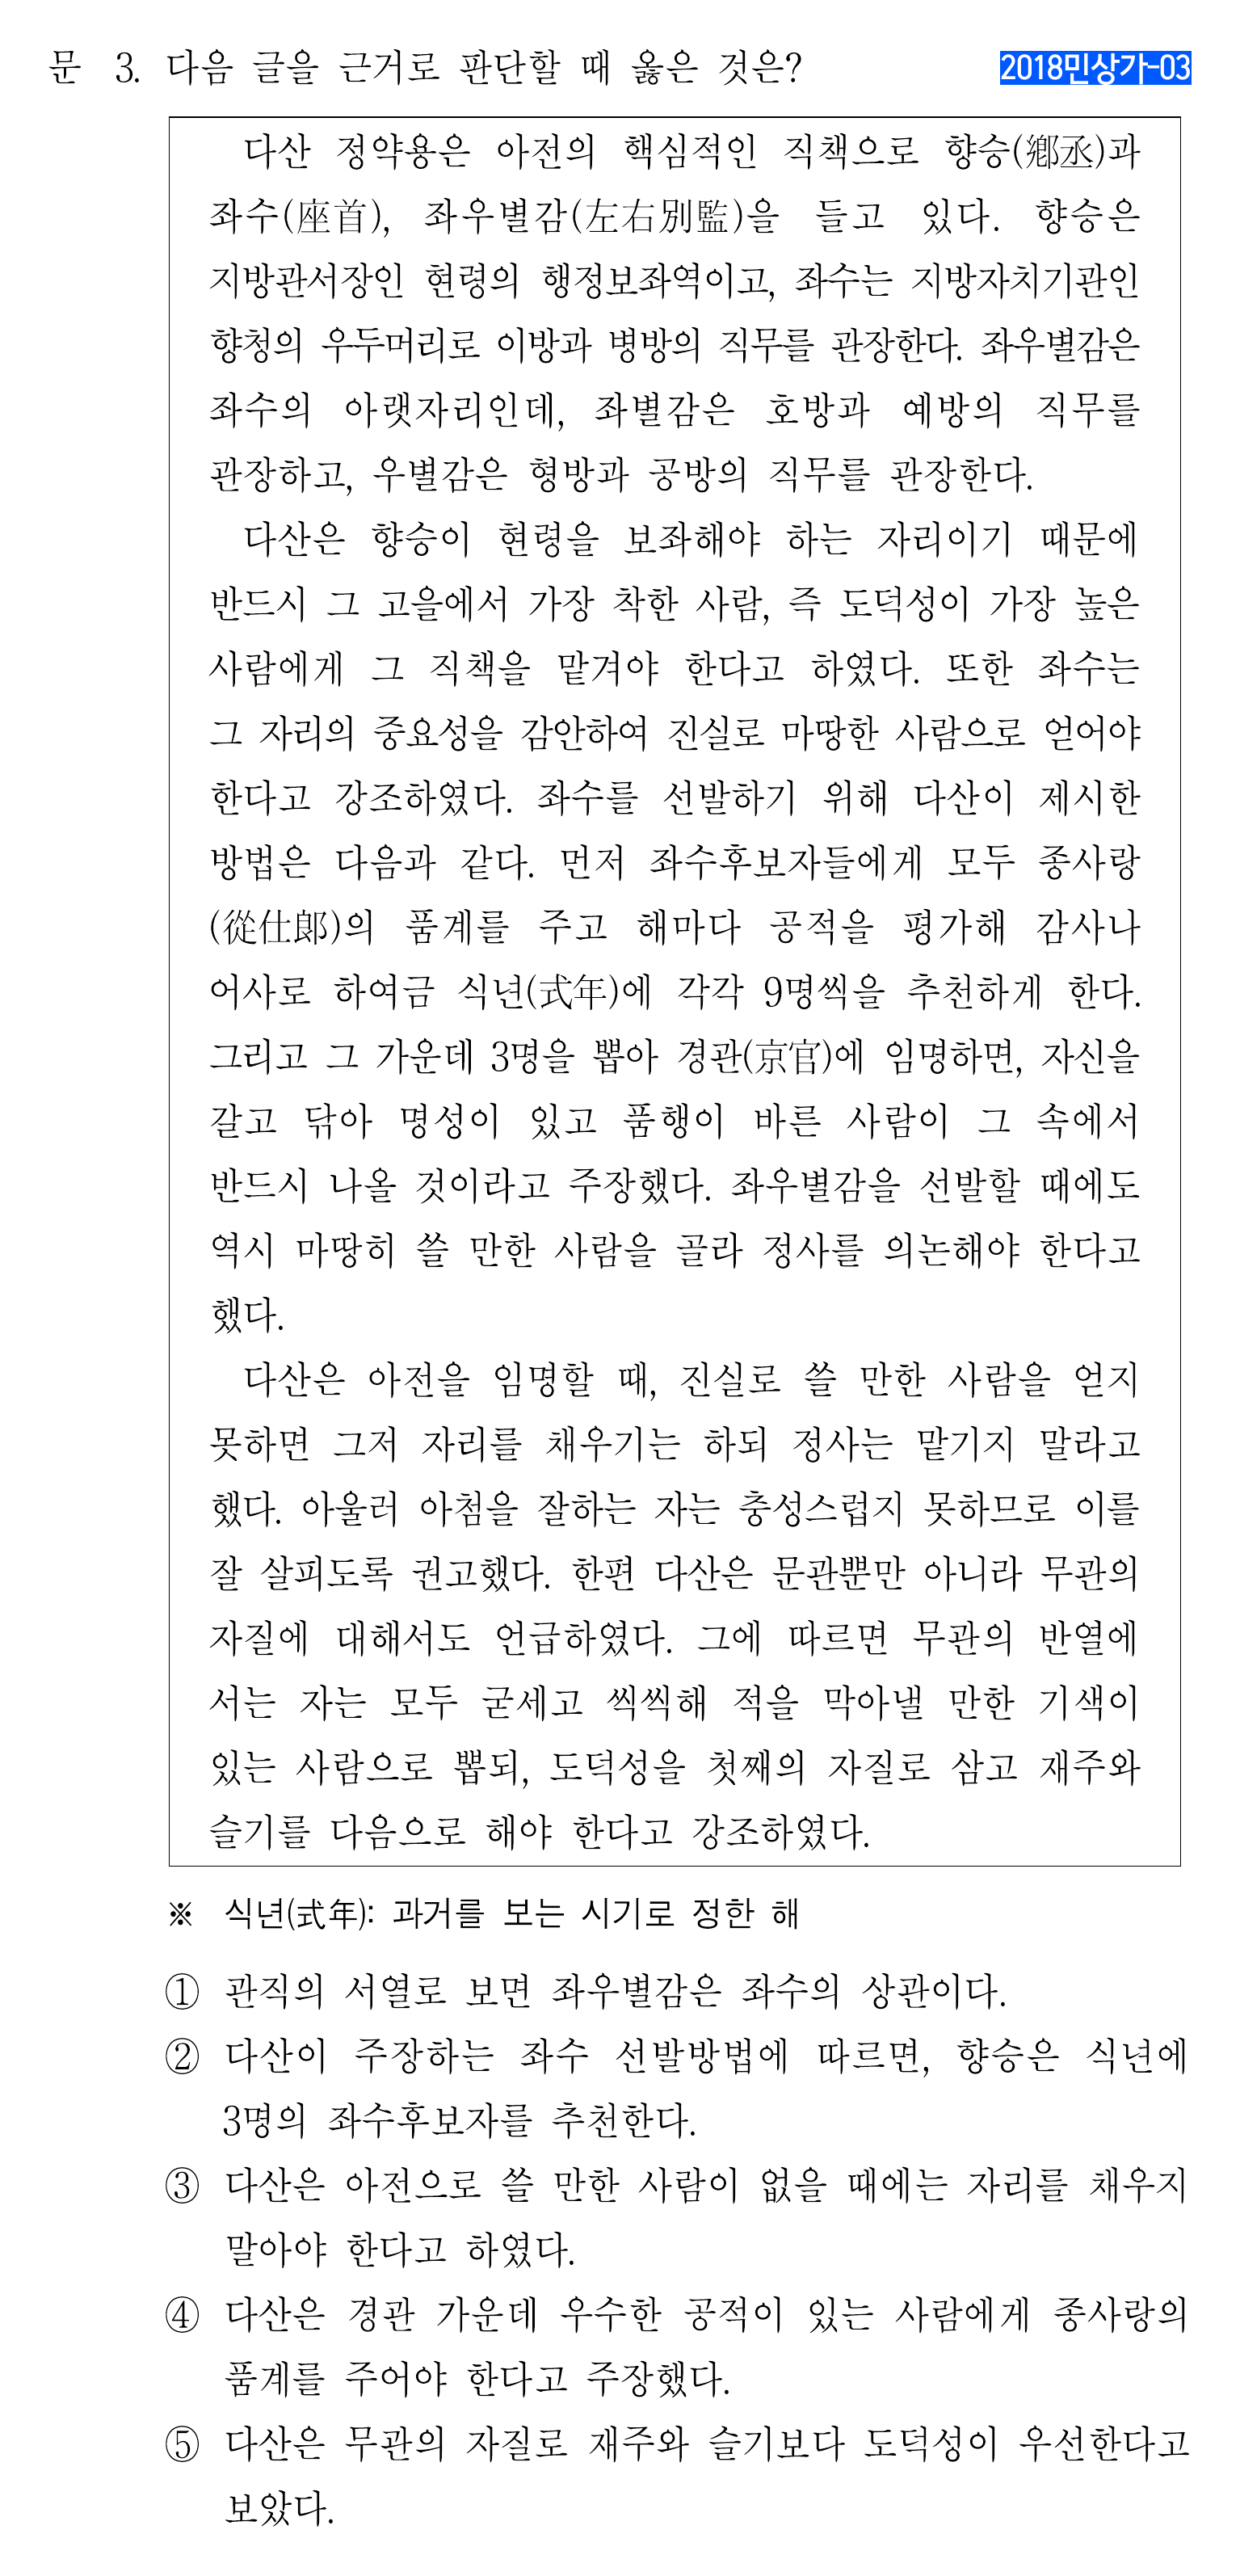 문 3. 다음 글을 근거로 판단할 때 옳은 것은?
2018민상가-03
다산 정약용은 아전의 핵심적인 직책으로 향승(鄕丞)과
좌수(座首), 좌우별감(左右別監)을 들고 있다. 향승은
지방관서장인 현령의 행정보좌역이고, 좌수는 지방자치기관인
향청의 우두머리로 이방과 병방의 직무를 관장한다. 좌우별감은
좌수의 아랫자리인데, 좌별감은 호방과 예방의 직무를
관장하고, 우별감은 형방과 공방의 직무를 관장한다.
다산은 향승이 현령을 보좌해야 하는 자리이기 때문에
반드시 그 고을에서 가장 착한 사람, 즉 도덕성이 가장 높은
사람에게 그 직책을 맡겨야 한다고 하였다. 또한 좌수는
그 자리의 중요성을 감안하여 진실로 마땅한 사람으로 얻어야
한다고 강조하였다. 좌수를 선발하기 위해 다산이 제시한
방법은 다음과 같다. 먼저 좌수후보자들에게 모두 종사랑
(從仕郞)의 품계를 주고 해마다 공적을 평가해 감사나
어사로 하여금 식년(式年)에 각각 9명씩을 추천하게 한다.
그리고 그 가운데 3명을 뽑아 경관(京官)에 임명하면, 자신을
갈고 닦아 명성이 있고 품행이 바른 사람이 그 속에서
반드시 나올 것이라고 주장했다. 좌우별감을 선발할 때에도
역시 마땅히 쓸 만한 사람을 골라 정사를 의논해야 한다고
했다.
다산은 아전을 임명할 때, 진실로 쓸 만한 사람을 얻지
못하면 그저 자리를 채우기는 하되 정사는 맡기지 말라고
했다. 아울러 아첨을 잘하는 자는 충성스럽지 못하므로 이를
잘 살피도록 권고했다. 한편 다산은 문관뿐만 아니라 무관의
자질에 대해서도 언급하였다. 그에 따르면 무관의 반열에
서는 자는 모두 굳세고 씩씩해 적을 막아낼 만한 기색이
있는 사람으로 뽑되, 도덕성을 첫째의 자질로 삼고 재주와
슬기를 다음으로 해야 한다고 강조하였다.
※ 식년(式年): 과거를 보는 시기로 정한 해
① 관직의 서열로 보면 좌우별감은 좌수의 상관이다.
② 다산이 주장하는 좌수 선발방법에 따르면, 향승은 식년에
3명의 좌수후보자를 추천한다.
③ 다산은 아전으로 쓸 만한 사람이 없을 때에는 자리를 채우지
말아야 한다고 하였다.
④ 다산은 경관 가운데 우수한 공적이 있는 사람에게 종사랑의
품계를 주어야 한다고 주장했다.
⑤ 다산은 무관의 자질로 재주와 슬기보다 도덕성이 우선한다고
보았다.